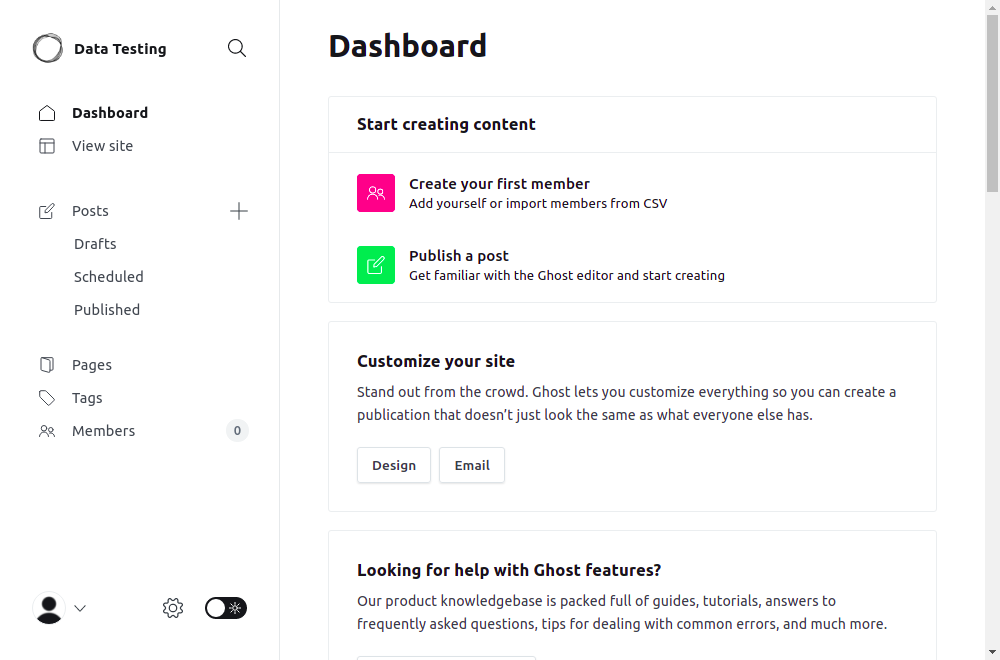 Data Testing
Dashboard
View site
Posts
Drafts
Scheduled
Published
Pages
Tags
Members 0
Dashboard
Start creating content
Create your first member
Add yourself or import members from CSV
Publish a post
Get familiar with the Ghost editor and start creating
Customize your site
Stand out from the crowd. Ghost lets you customize everything so you can create a
publication that doesn’t just look the same as what everyone else has.
Design Email
Looking for help with Ghost features?
Our product knowledgebase is packed full of guides, tutorials, answers to
frequently asked questions, tips for dealing with common errors, and much more.